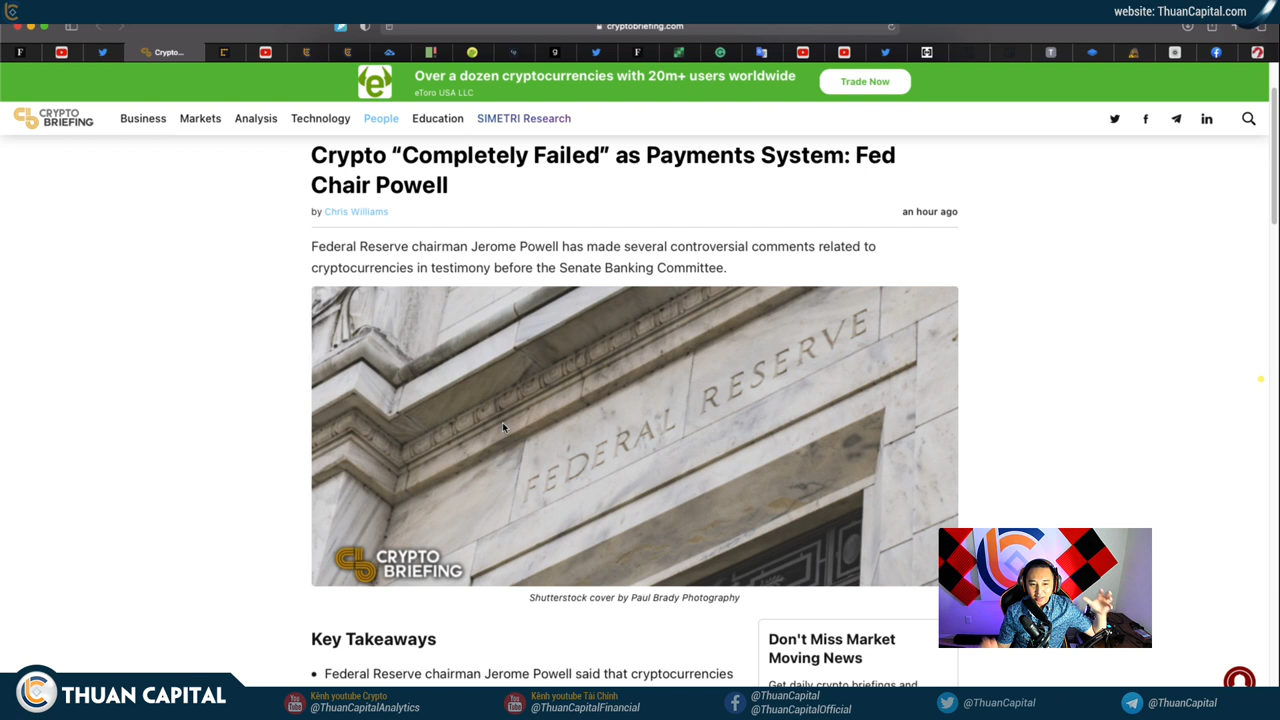 website: ThuanCapital.com
cryptobriefing.com
Crypto...
Over a dozen cryptocurrencies with 20m+ users worldwide
eToro USA LLC
Trade Now
CRYPTO
BRIEFING
Business Markets Analysis Technology People Education SIMETRI Research
Crypto “Completely Failed” as Payments System: Fed
Chair Powell
by Chris Williams
an hour ago
Federal Reserve chairman Jerome Powell has made several controversial comments related to
cryptocurrencies in testimony before the Senate Banking Committee.
FEDERAL RESERVE
CRYPTO
BRIEFING
Shutterstock cover by Paul Brady Photography
Key Takeaways
• Federal Reserve chairman Jerome Powell said that cryptocurrencies
Don't Miss Market
Moving News
Get daily crypto briefings and
THUAN CAPITAL
Kênh youtube Crypto
@ThuanCapitalAnalytics
Kênh youtube Tài Chính
@ThuanCapitalFinancial
@ThuanCapital
@ThuanCapitalOfficial
@ThuanCapital
@ThuanCapital